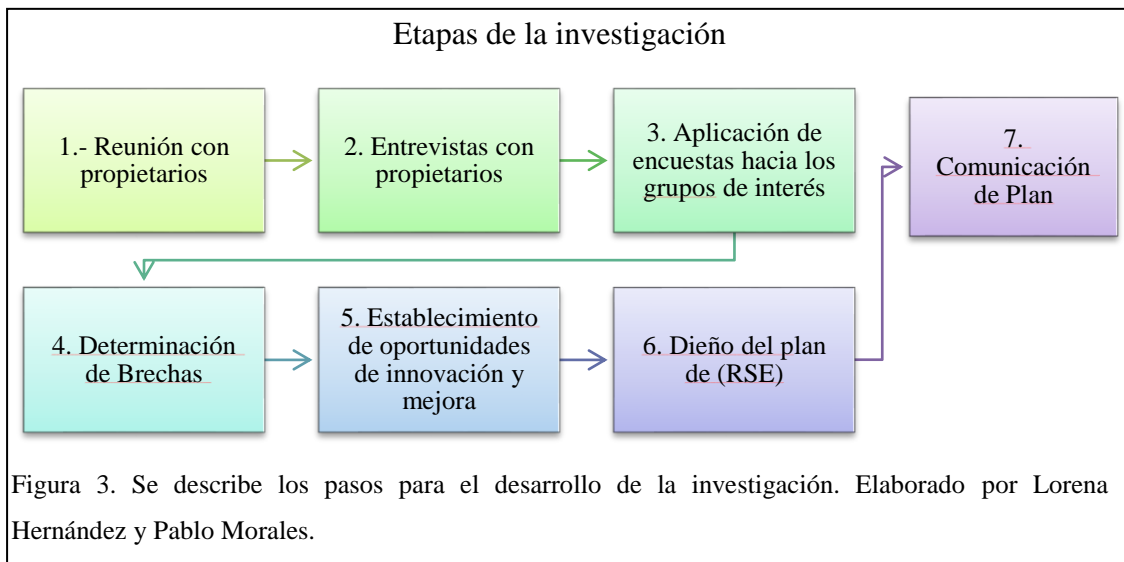 Etapas de la investigación
1.- Reunión con
propietarios
2. Entrevistas con
propietarios
3. Aplicación de
encuestas hacia los
grupos de interés
4. Determinación
de Brechas
5. Establecimiento
de oportunidades
de innovación y
mejora
6. Dieño del plan
de (RSE)
7.
Comunicación
de Plan
Figura 3. Se describe los pasos para el desarrollo de la investigación. Elaborado por Lorena
Hernández y Pablo Morales.